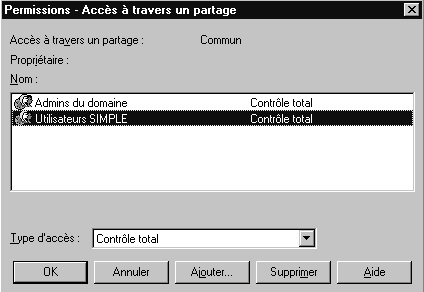 Permissions - Accès à travers un partage
Accès à travers un partage : Commun
Propriétaire :
Nom :
Admins du domaine Contrôle total
Utilisateurs SIMPLE Contrôle total
Type d'accès : Contrôle total
OK Annuler Ajouter... Supprimer Aide